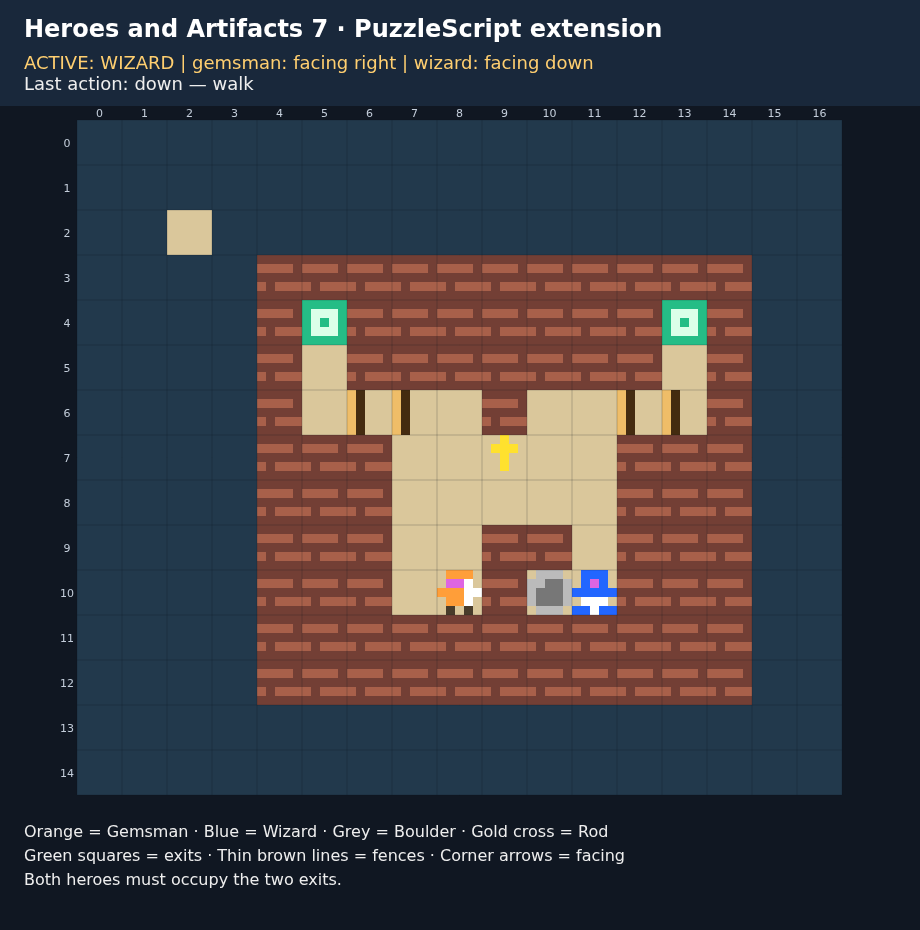 Heroes and Artifacts 7 · PuzzleScript extension
ACTIVE: WIZARD | gemsman: facing right | wizard: facing down
Last action: down — walk
0 1 2 3 4 5 6 7 8 9 10 11 12 13 14 15 16
0
1
2
3
4
5
6
7
8
9
10
11
12
13
14
Orange = Gemsman · Blue = Wizard · Grey = Boulder · Gold cross = Rod
Green squares = exits · Thin brown lines = fences · Corner arrows = facing
Both heroes must occupy the two exits.